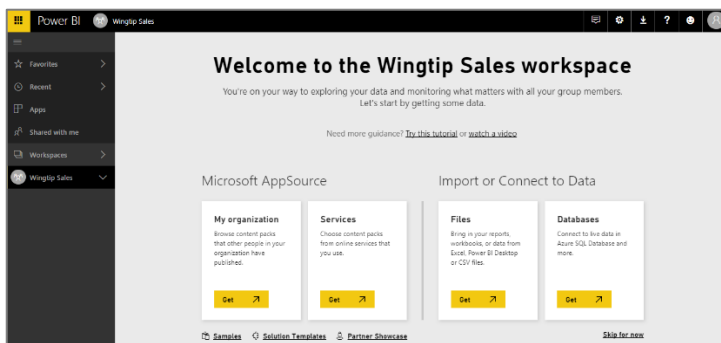 Power BI
Wingtip Sales
Favorites
Recent
Apps
Shared with me
Workspaces
Wingtip Sales
Welcome to the Wingtip Sales workspace
You're on your way to exploring your data and monitoring what matters with all your group members.
Let's start by getting some data.
Need more guidance? Try this tutorial or watch a video
Microsoft AppSource
Import or Connect to Data
My organization
Browse content packs
that other people in your
organization have
published.
Get
Services
Choose content packs
from online services that
you use.
Get
Files
Bring in your reports,
workbooks, or data from
Excel, Power BI Desktop
or CSV files.
Get
Databases
Connect to live data in
Azure SQL Database and
more.
Get
Samples
Solution Templates
Partner Showcase
Skip for now